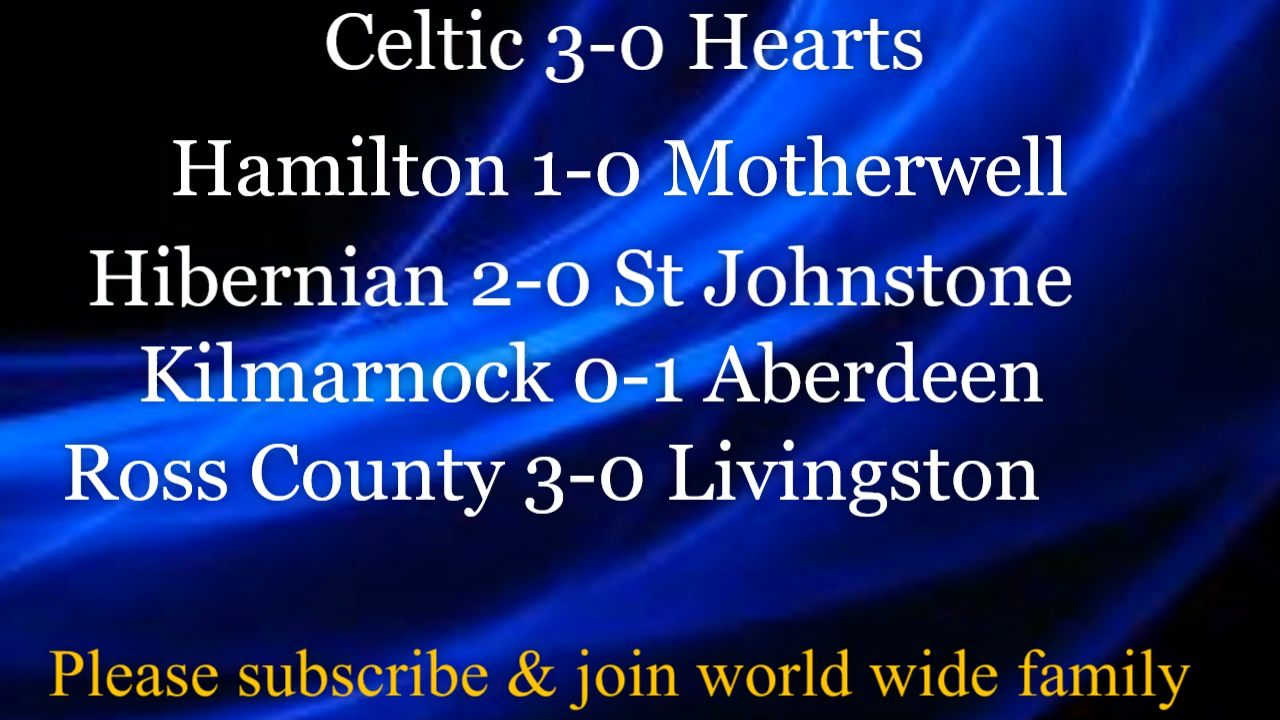 Celtic 3-0 Hearts
Hamilton 1-0 Motherwell
Hibernian 2-0 St Johnstone
Kilmarnock 0-1 Aberdeen
Ross County 3-0 Livingston
Please subscribe & join world wide family